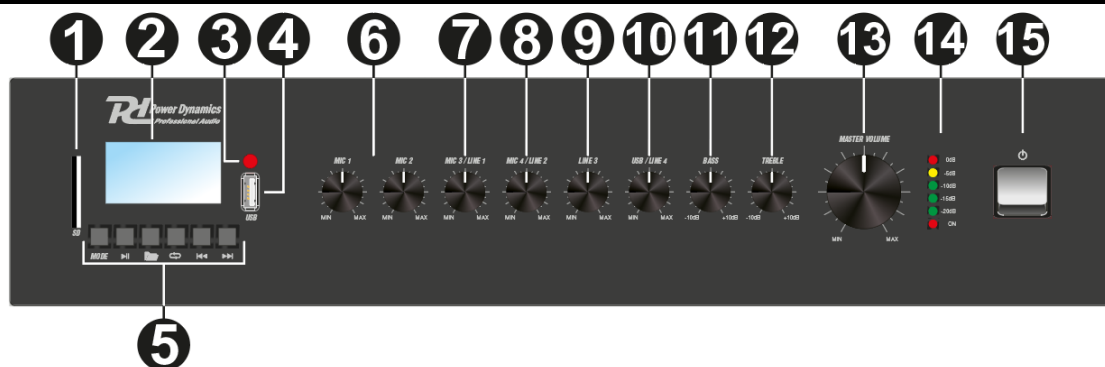 1 2 3 4 6 7 8 9 10 11 12 13 14 15
Pd Power Dynamics
Professional Audio
SD
USB
MODE
MIC 1 MIC 2 MIC 3 / LINE 1 MIC 4 / LINE 2 LINE 3 USB / LINE 4 BASS TREBLE
MIN MAX MIN MAX MIN MAX MIN MAX MIN MAX MIN MAX -10dB +10dB -10dB +10dB
MASTER VOLUME
MIN MAX
0dB
-5dB
-10dB
-15dB
-20dB
ON
5